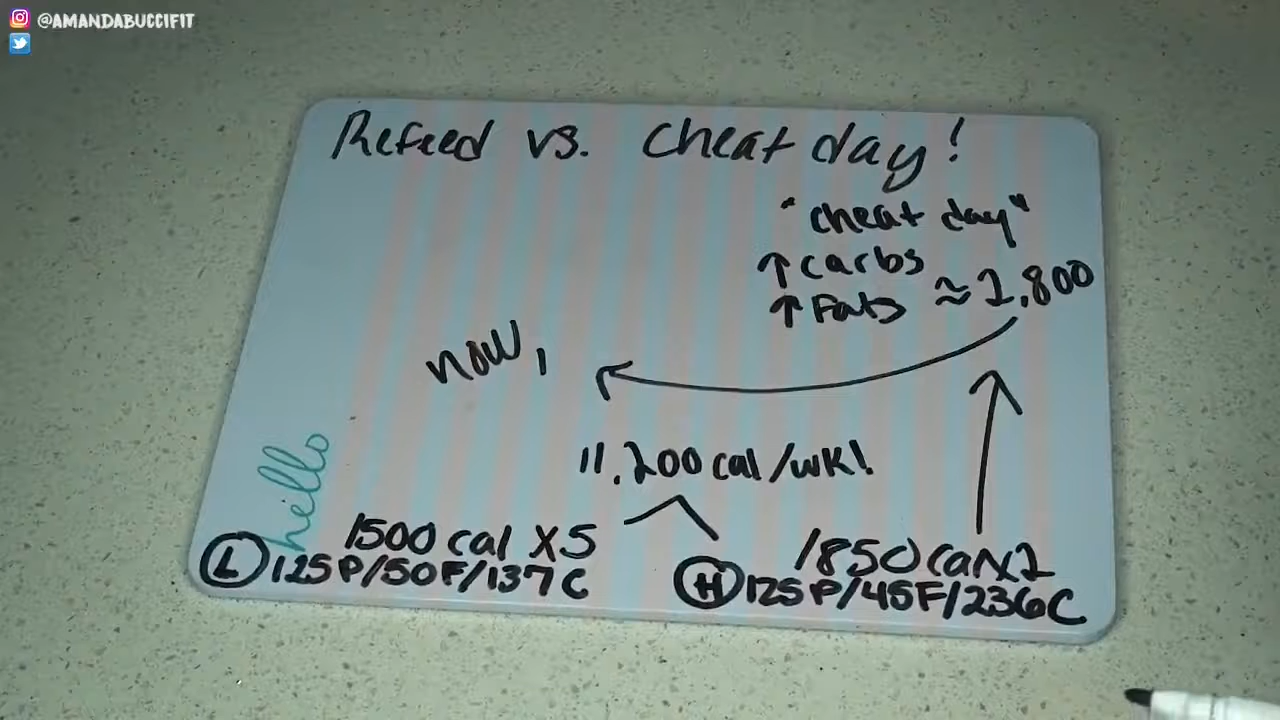 @AMANDABUCCIFIT
Refeed vs. Cheat day!
"cheat day"
↑ carbs
↑ Fats ≈ 2,800
now,
11,200 cal/wk!
hello
1500 cal x5
L 125P/50F/137C
1850 cal x2
H 125P/45F/236C